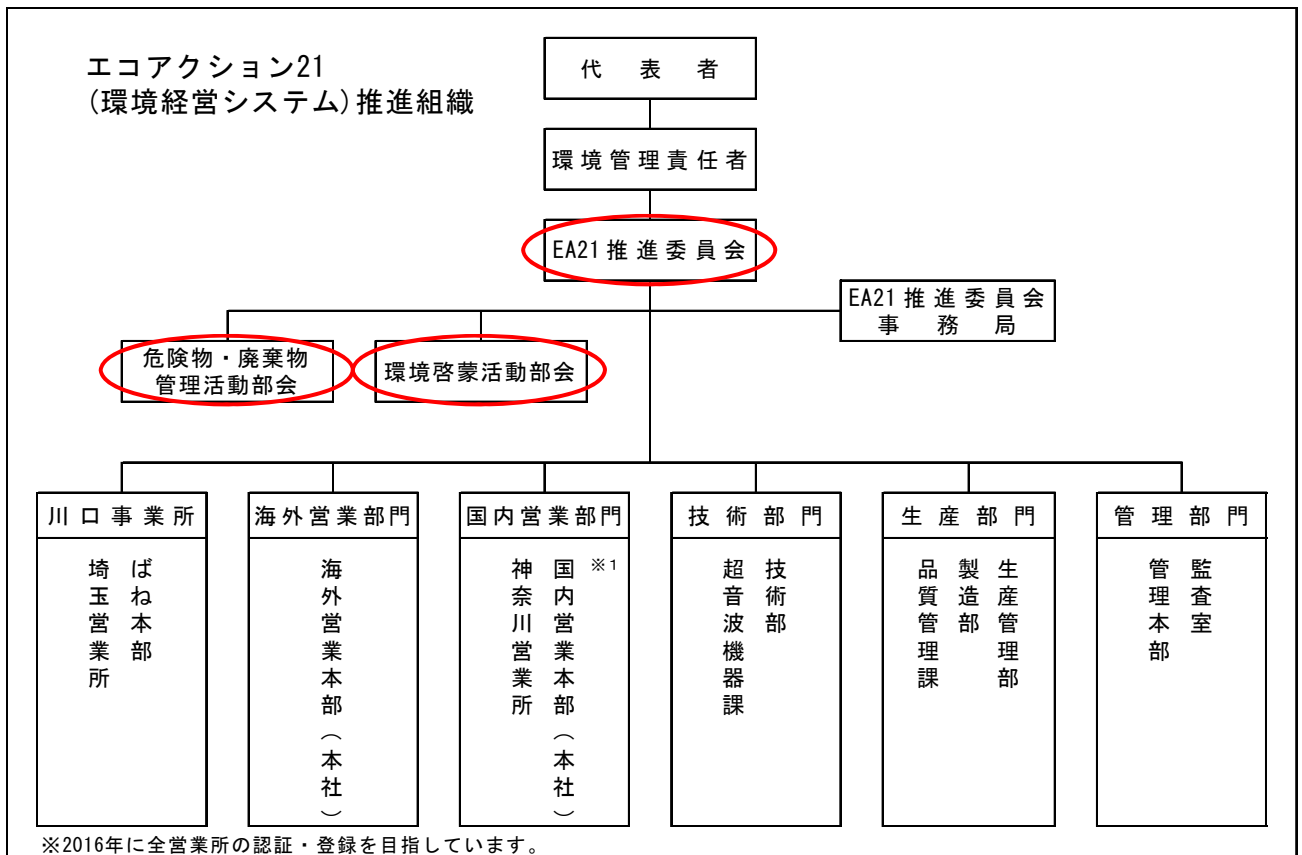 エコアクション21
(環境経営システム)推進組織
代表者
環境管理責任者
EA21推進委員会
EA21推進委員会
事務局
危険物・廃棄物
管理活動部会
環境啓蒙活動部会
川口事業所
ばね本部
埼玉営業所
海外営業部門
海外営業本部(本社)
国内営業部門
※1
国内営業本部(本社)
神奈川営業所
技術部門
技術部
超音波機器課
生産部門
生産管理部
製造部
品質管理課
管理部門
監査室
管理本部
※2016年に全営業所の認証・登録を目指しています。